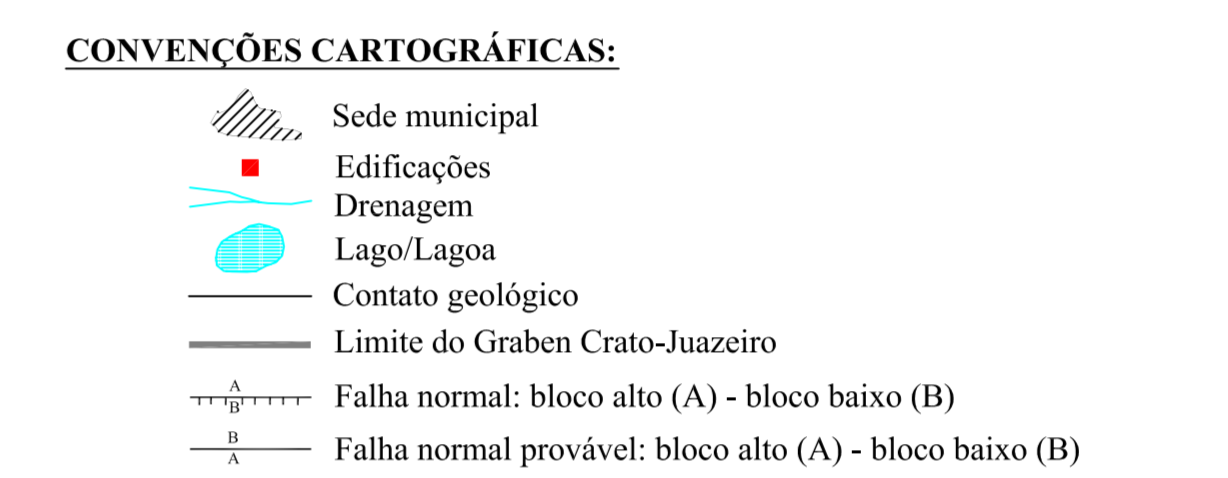 CONVENÇÕES CARTOGRÁFICAS:
Sede municipal
Edificações
Drenagem
Lago/Lagoa
Contato geológico
Limite do Graben Crato-Juazeiro
A
B
Falha normal: bloco alto (A) - bloco baixo (B)
B
A
Falha normal provável: bloco alto (A) - bloco baixo (B)